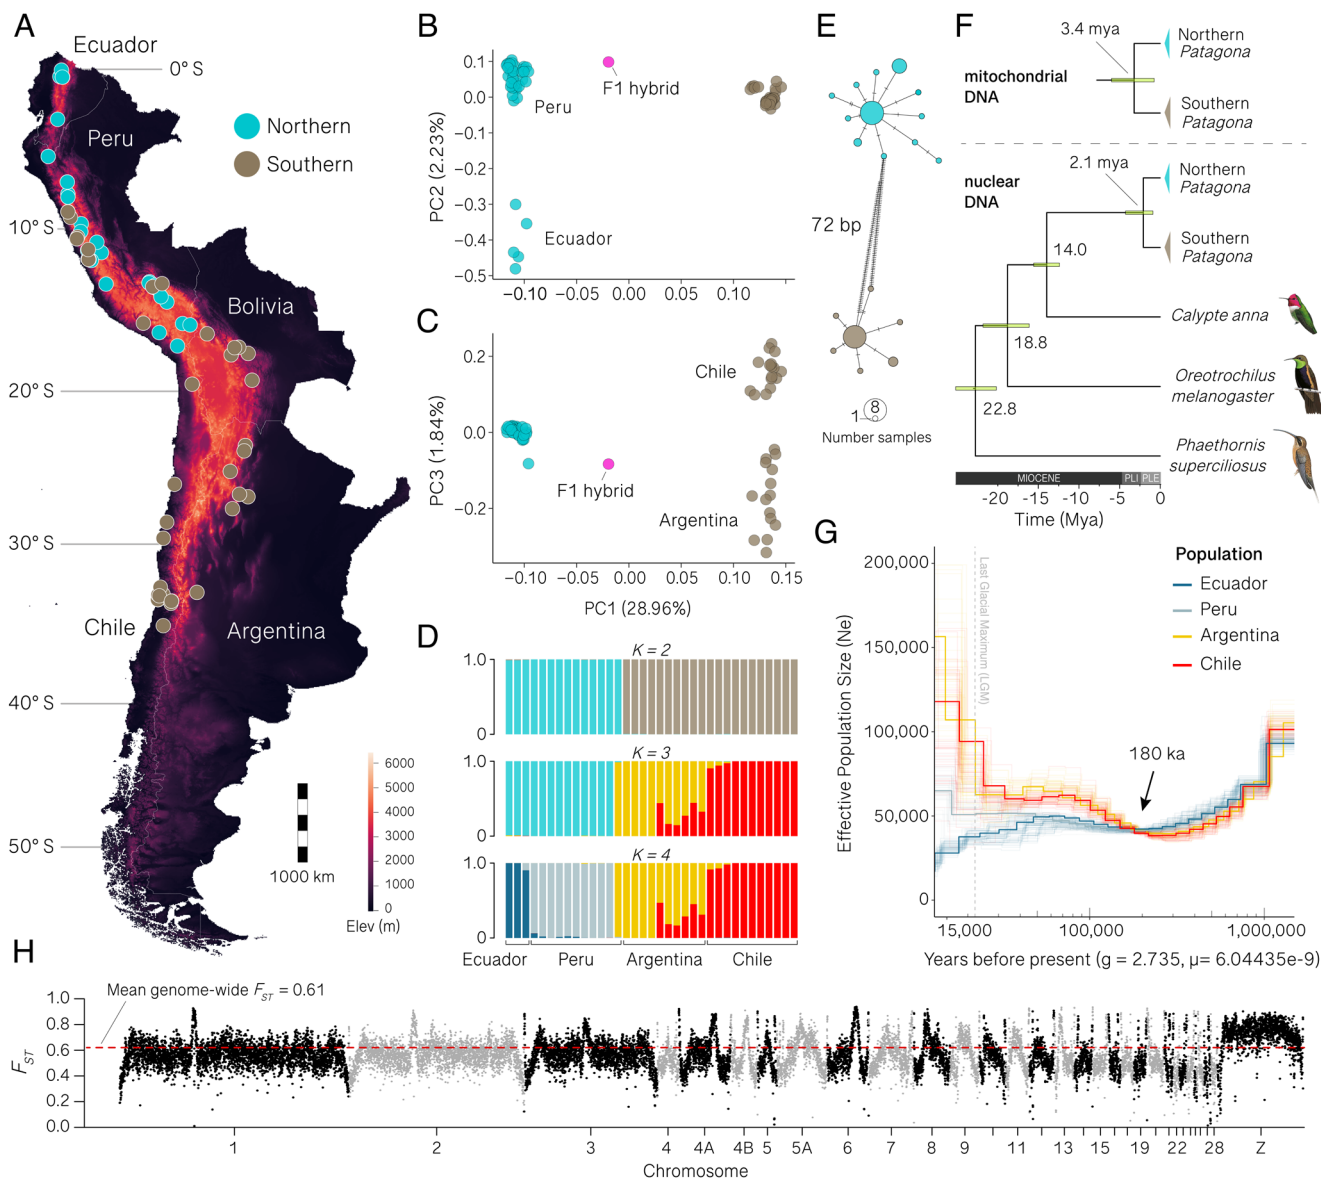 A
Ecuador
0° S
Peru
Northern
Southern
10° S
Bolivia
20° S
30° S
Chile
Argentina
40° S
50° S
1000 km
6000
5000
4000
3000
2000
1000
0
Elev (m)
B
PC2 (2.23%)
0.1
0.0
−0.1
−0.2
−0.3
−0.4
−0.5
Peru
F1 hybrid
Ecuador
−0.10
−0.05
0.00
0.05
0.10
0.15
C
PC3 (1.84%)
0.2
0.0
−0.2
Chile
F1 hybrid
Argentina
−0.10
−0.05
0.00
0.05
0.10
0.15
PC1 (28.96%)
D
K = 2
1.0
0
K = 3
1.0
0
K = 4
1.0
0
Ecuador
Peru
Argentina
Chile
E
72 bp
1
8
Number samples
F
3.4 mya
mitochondrial
DNA
Northern
Patagona
Southern
Patagona
2.1 mya
nuclear
DNA
Northern
Patagona
Southern
Patagona
14.0
Calypte anna
18.8
Oreotrochilus
melanogaster
22.8
Phaethornis
superciliosus
MIOCENE
PLI
PLE
-20
-15
-10
-5
0
Time (Mya)
G
Effective Population Size (Ne)
200,000
150,000
100,000
50,000
0
Last Glacial Maximum (LGM)
Population
Ecuador
Peru
Argentina
Chile
180 ka
15,000
100,000
1,000,000
Years before present (g = 2.735, µ= 6.04435e-9)
H
Mean genome-wide FST = 0.61
FST
1.0
0.8
0.6
0.4
0.2
0.0
1
2
3
4
4A
4B
5
5A
6
7
8
9
11
13
15
17
19
22
28
Z
Chromosome